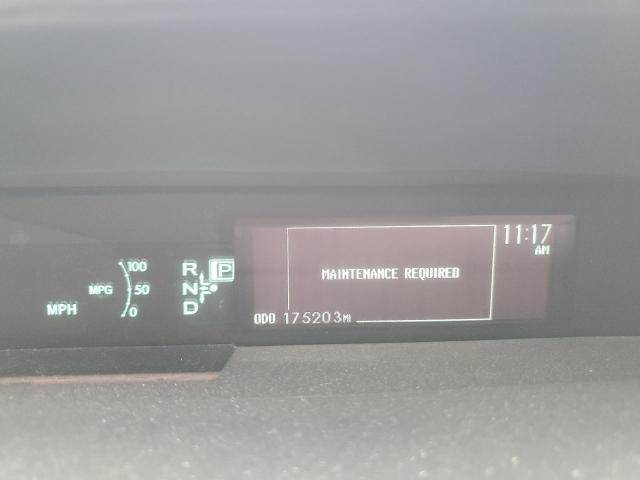 11:17
AM
MAINTENANCE REQUIRED
ODO 175203 MI
MPH
MPG
100
50
0
R
P
N
D